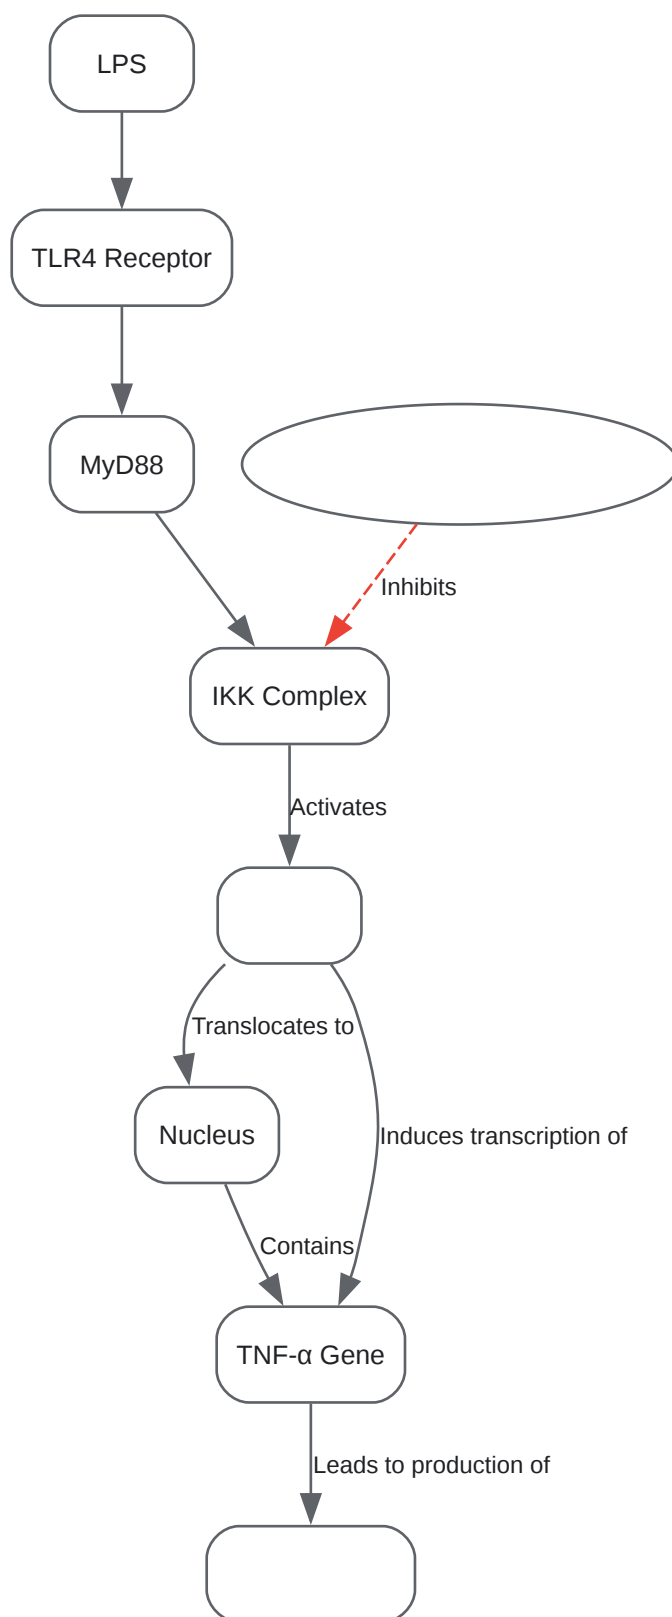 LPS
TLR4 Receptor
MyD88
Inhibits
IKK Complex
Activates
Translocates to
Nucleus
Induces transcription of
Contains
TNF-α Gene
Leads to production of